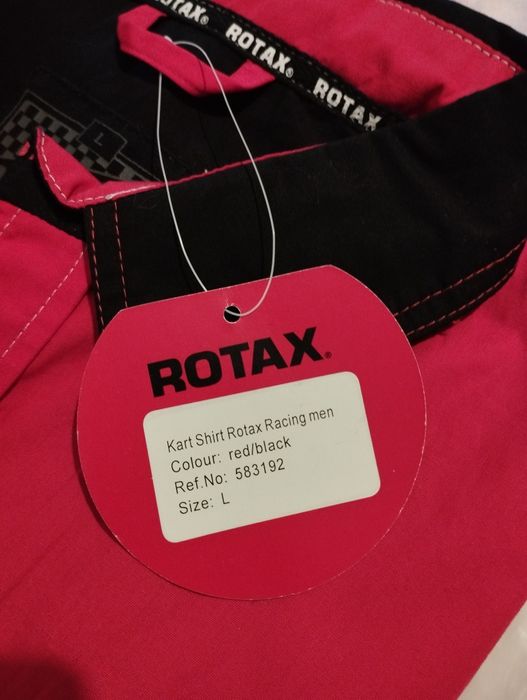 ROTAX®
ROTAX®
ROTAX
L
ROTAX®
Kart Shirt Rotax Racing men
Colour: red/black
Ref.No: 583192
Size: L